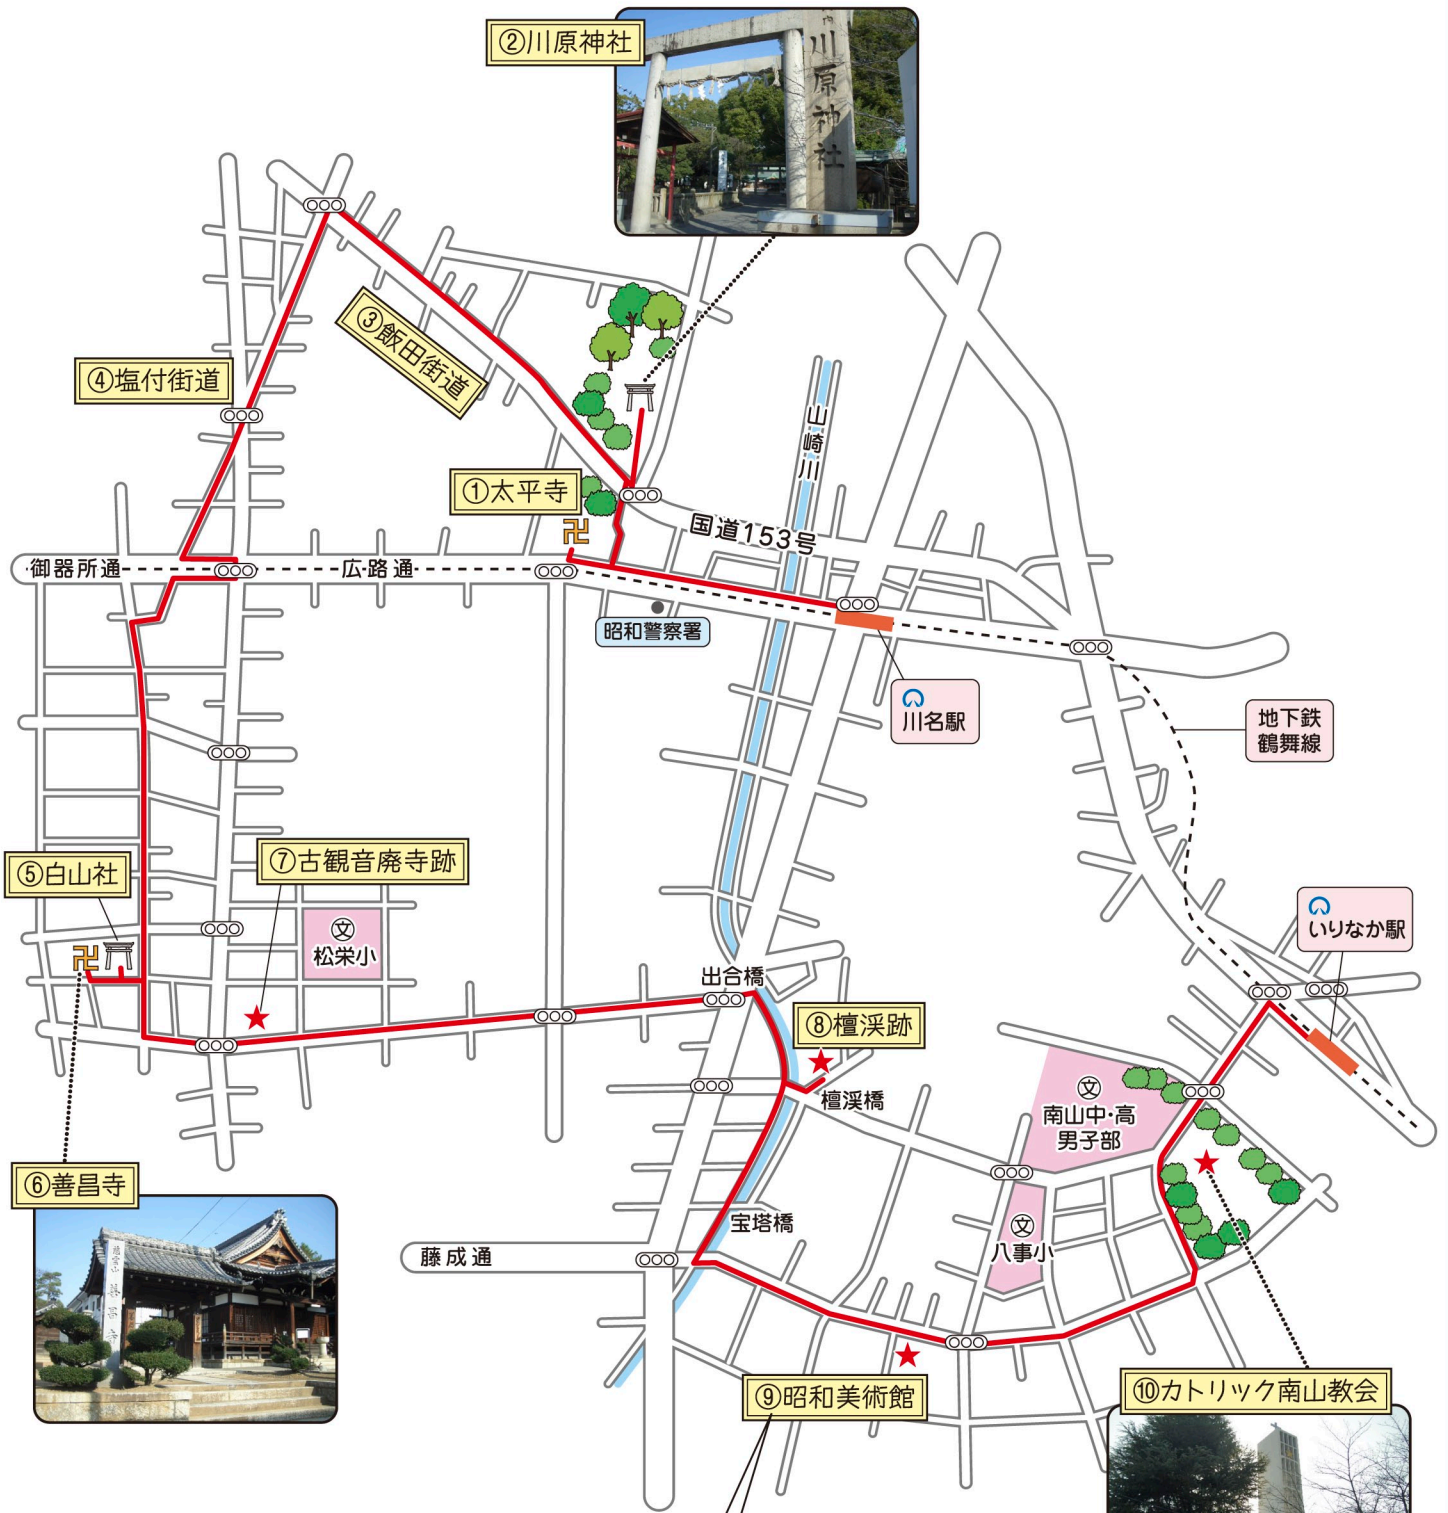 ②川原神社
川原神社
③飯田街道
④塩付街道
山崎川
①太平寺
国道153号
御器所通
広路通
昭和警察署
川名駅
地下鉄
鶴舞線
⑤白山社
⑦古観音廃寺跡
文
松栄小
いりなか駅
出合橋
⑧檀渓跡
檀渓橋
文
南山中・高
男子部
⑥善昌寺
宝塔橋
文
八事小
藤成通
⑨昭和美術館
⑩カトリック南山教会